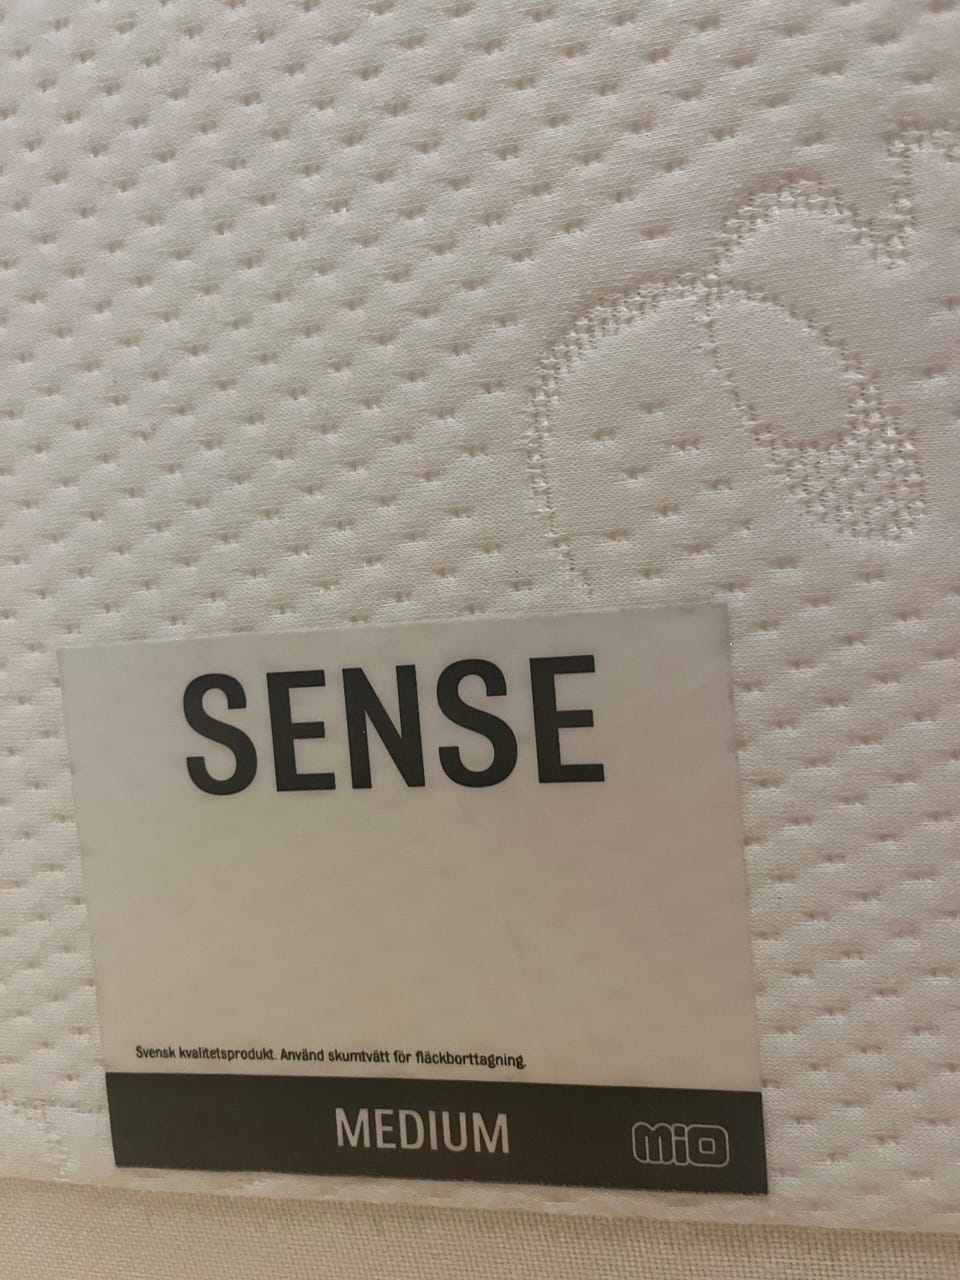 SENSE
Svensk kvalitetsprodukt. Använd skumtvätt för fläckborttagning.
MEDIUM
MiO